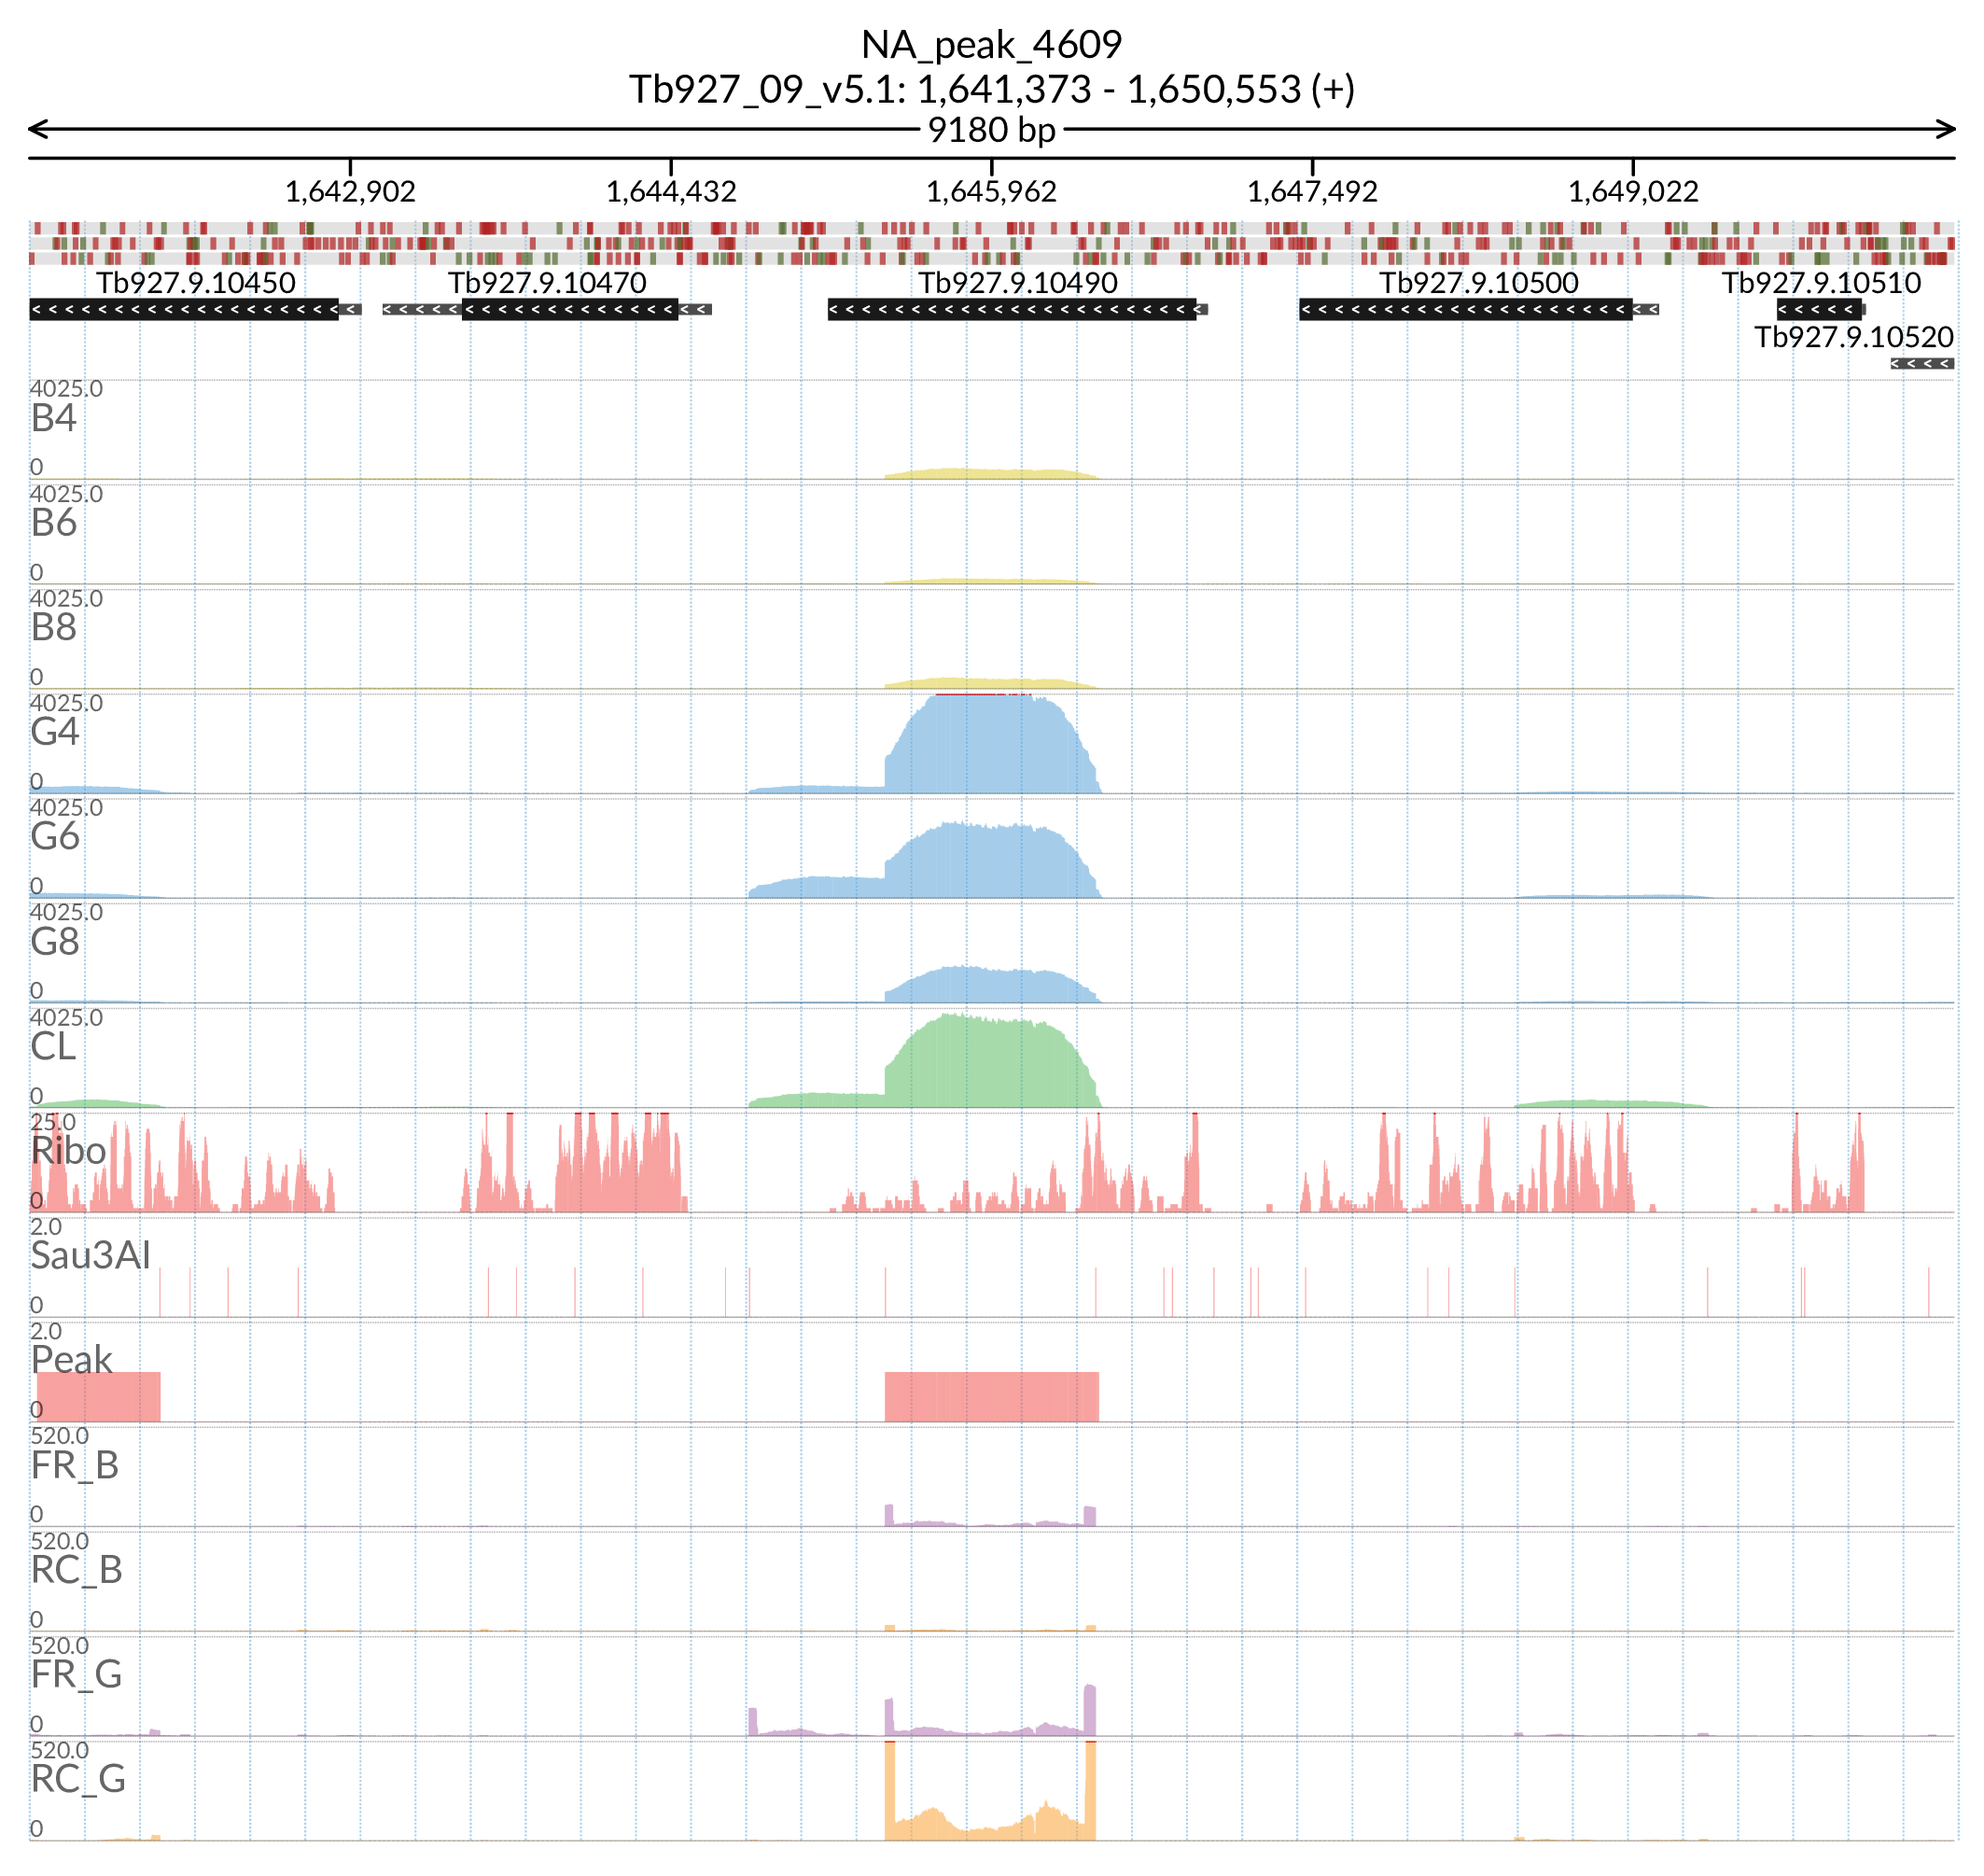 NA_peak_4609
Tb927_09_v5.1: 1,641,373 - 1,650,553 (+)
9180 bp
1,642,902 1,644,432 1,645,962 1,647,492 1,649,022
Tb927.9.10450 Tb927.9.10470 Tb927.9.10490 Tb927.9.10500 Tb927.9.10510
Tb927.9.10520
4025.0
B4
0
4025.0
B6
0
4025.0
B8
0
4025.0
G4
0
4025.0
G6
0
4025.0
G8
0
4025.0
CL
0
25.0
Ribo
0
2.0
Sau3AI
0
2.0
Peak
0
520.0
FR_B
0
520.0
RC_B
0
520.0
FR_G
0
520.0
RC_G
0